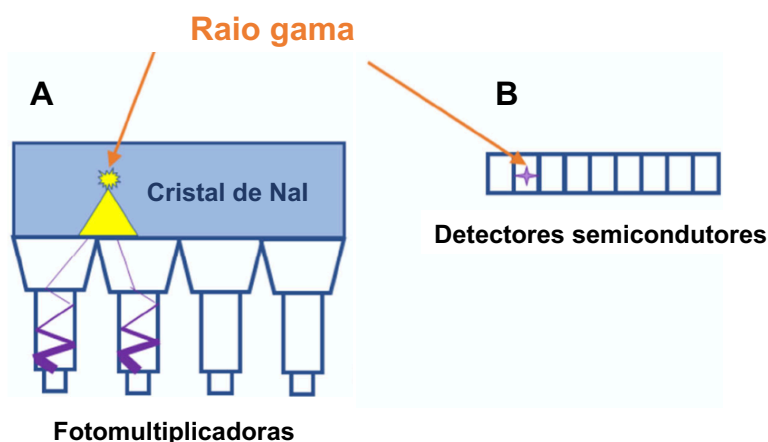 Raio gama
A
B
Cristal de NaI
Detectores semicondutores
Fotomultiplicadoras